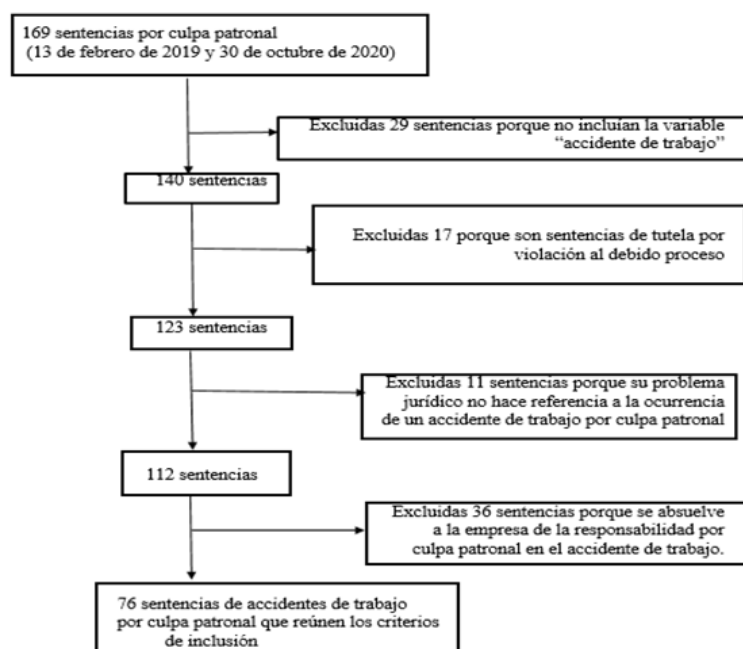 169 sentencias por culpa patronal
(13 de febrero de 2019 y 30 de octubre de 2020)
Excluidas 29 sentencias porque no incluían la variable
“accidente de trabajo”
140 sentencias
Excluidas 17 porque son sentencias de tutela por
violación al debido proceso
123 sentencias
Excluidas 11 sentencias porque su problema
jurídico no hace referencia a la ocurrencia
de un accidente de trabajo por culpa patronal
112 sentencias
Excluidas 36 sentencias porque se absuelve
a la empresa de la responsabilidad por
culpa patronal en el accidente de trabajo.
76 sentencias de accidentes de trabajo
por culpa patronal que reúnen los criterios
de inclusión